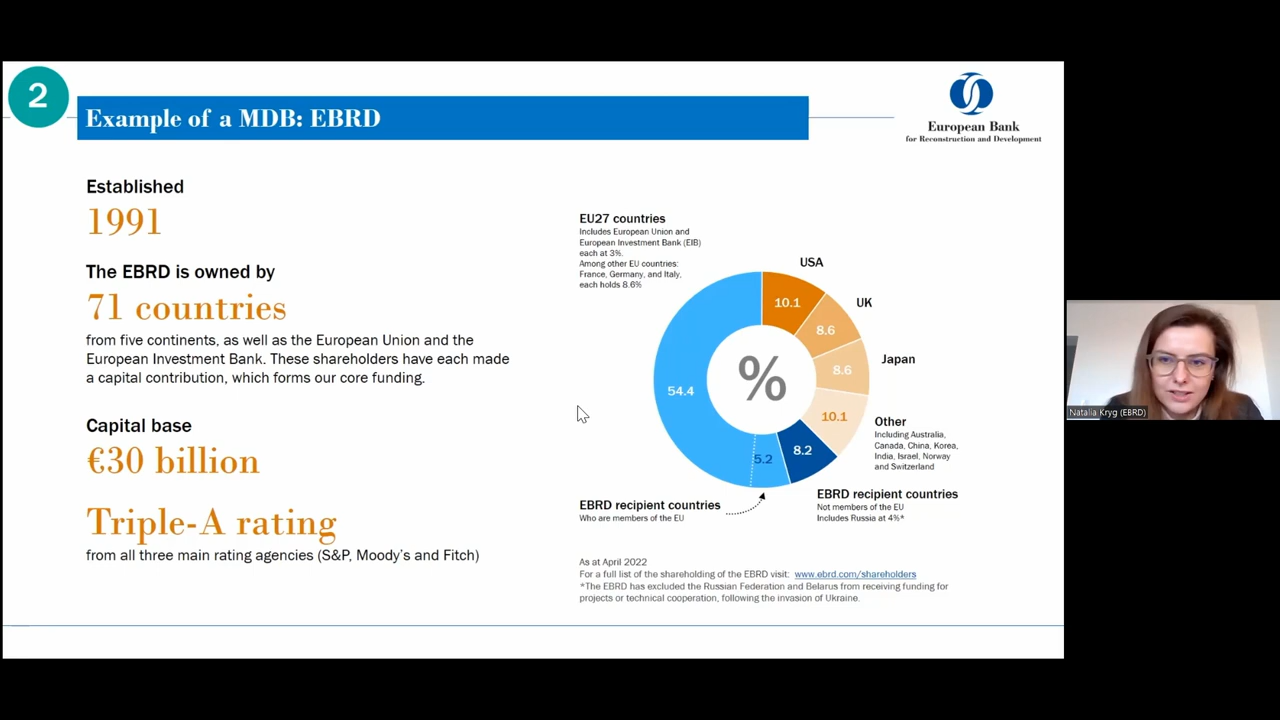 2
Example of a MDB: EBRD
European Bank
for Reconstruction and Development
Established
1991
The EBRD is owned by
71 countries
from five continents, as well as the European Union and the
European Investment Bank. These shareholders have each made
a capital contribution, which forms our core funding.
Capital base
€30 billion
Triple-A rating
from all three main rating agencies (S&P, Moody's and Fitch)
EU27 countries
Includes European Union and
European Investment Bank (EIB)
each at 3%.
Among other EU countries:
France, Germany, and Italy,
each holds 8.6%
USA
10.1
UK
8.6
Japan
8.6
Other
Including Australia,
Canada, China, Korea,
India, Israel, Norway
and Switzerland
10.1
54.4
%
8.2
5.2
EBRD recipient countries
Who are members of the EU
EBRD recipient countries
Not members of the EU
Includes Russia at 4%*
As at April 2022
For a full list of the shareholding of the EBRD visit: www.ebrd.com/shareholders
*The EBRD has excluded the Russian Federation and Belarus from receiving funding for
projects or technical cooperation, following the invasion of Ukraine.
Natalia Kryg (EBRD)